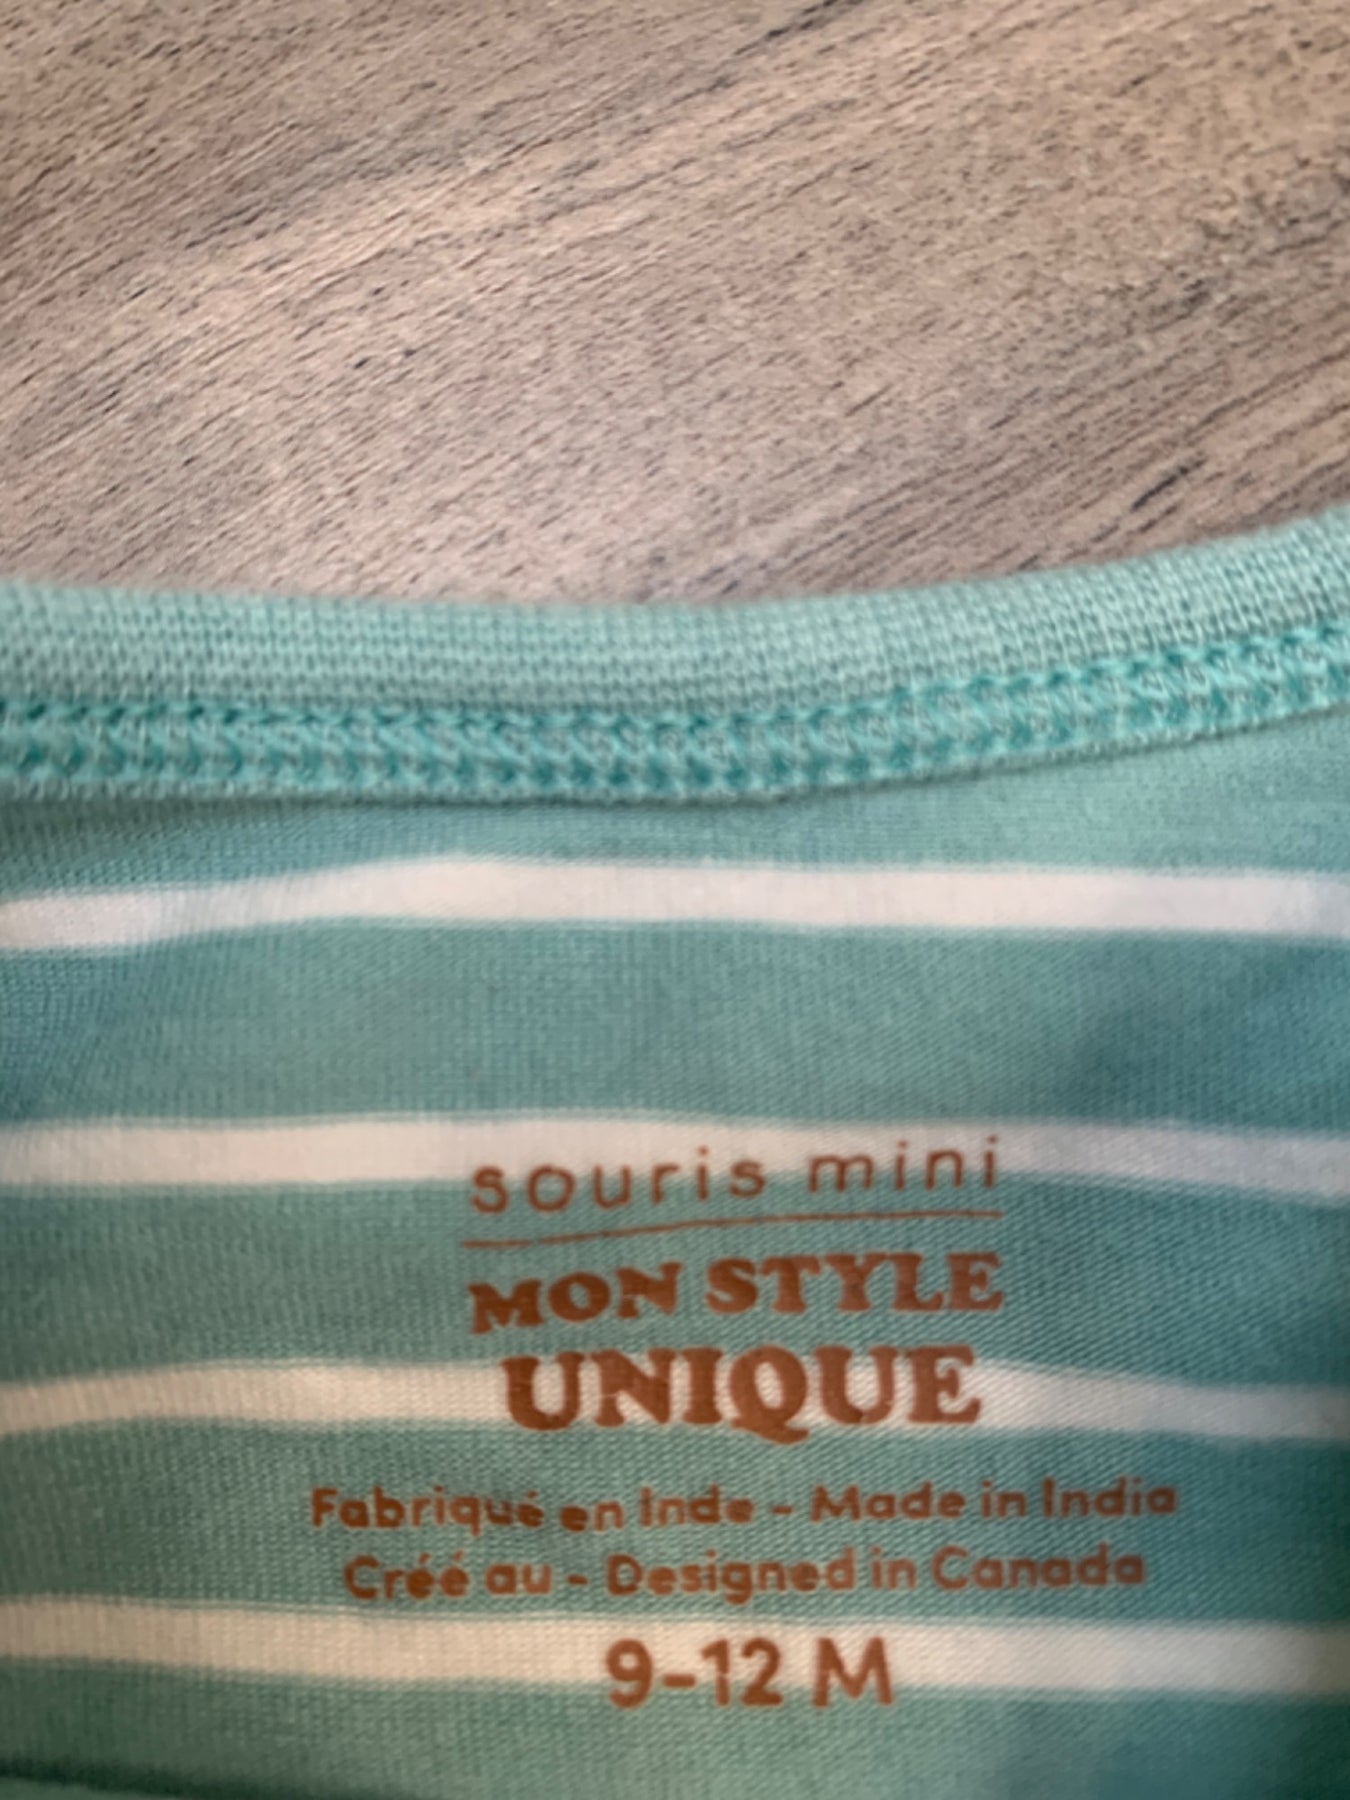 souris mini
MON STYLE
UNIQUE
Fabriqué en Inde - Made in India
Créé au - Designed in Canada
9-12 M